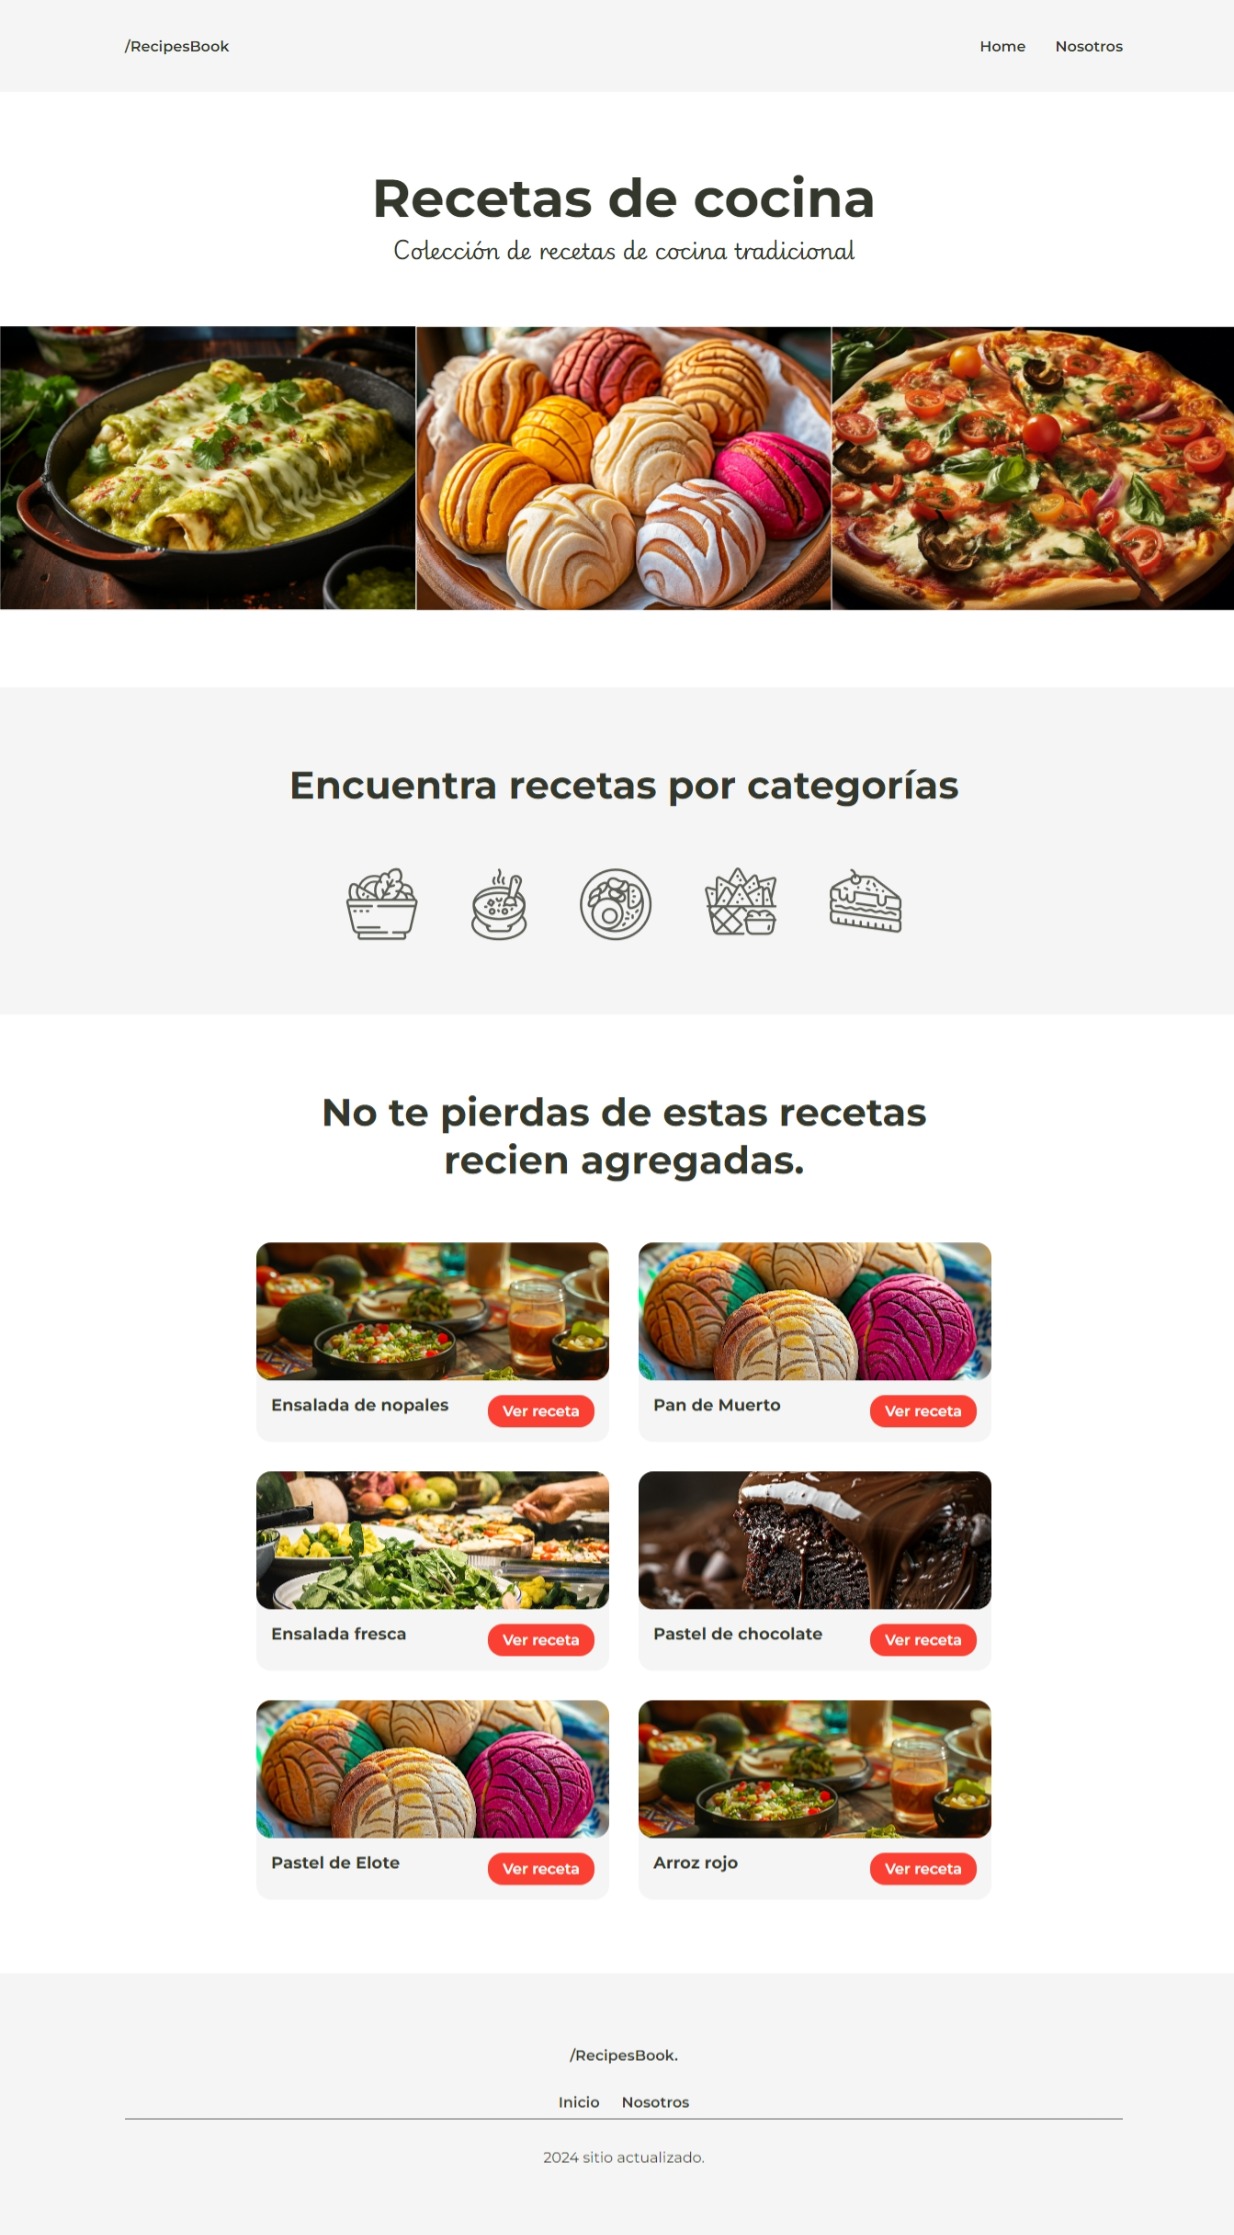 /RecipesBook
Home Nosotros
Recetas de cocina
Colección de recetas de cocina tradicional
Encuentra recetas por categorías
No te pierdas de estas recetas
recien agregadas.
Ensalada de nopales
Ver receta
Pan de Muerto
Ver receta
Ensalada fresca
Ver receta
Pastel de chocolate
Ver receta
Pastel de Elote
Ver receta
Arroz rojo
Ver receta
/RecipesBook.
Inicio Nosotros
2024 sitio actualizado.